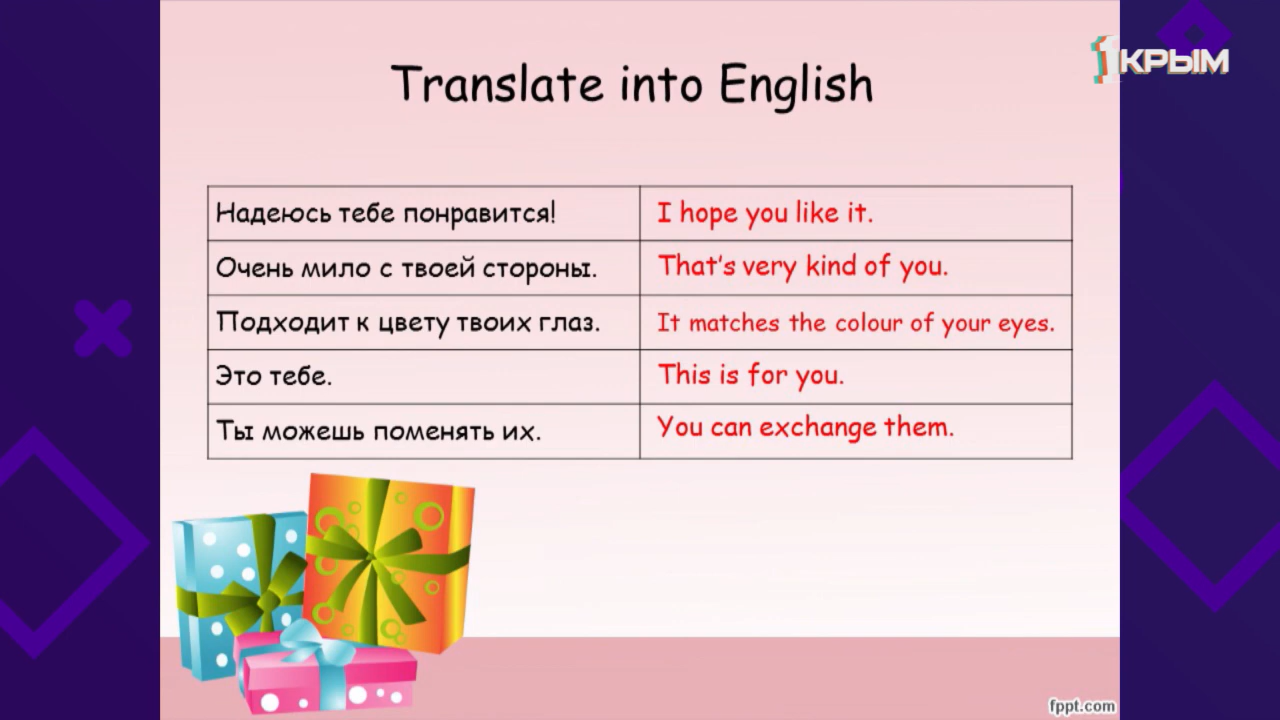 1КРЫМ
Translate into English
Надеюсь тебе понравится!
I hope you like it.
Очень мило с твоей стороны.
That's very kind of you.
Подходит к цвету твоих глаз.
It matches the colour of your eyes.
Это тебе.
This is for you.
Ты можешь поменять их.
You can exchange them.
fppt.com